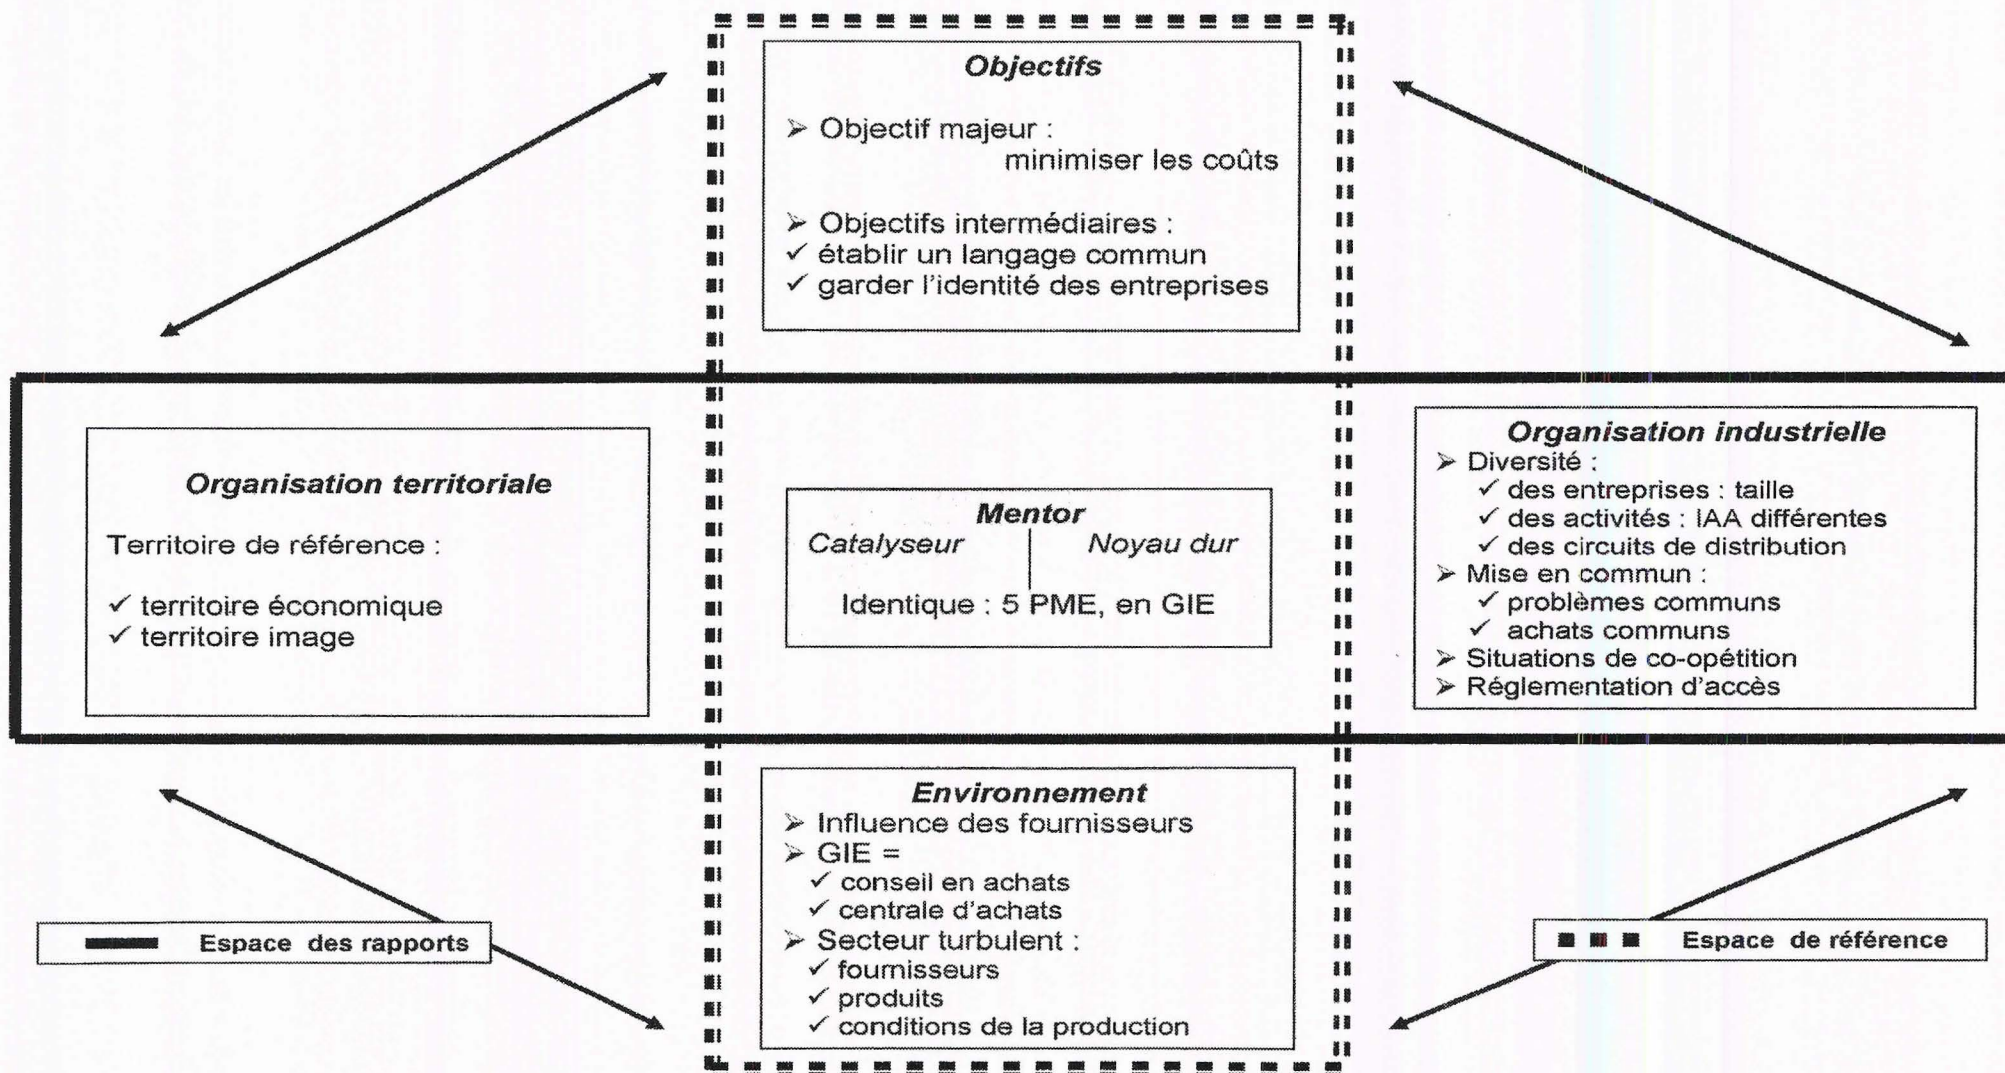 Objectifs
➢ Objectif majeur :
minimiser les coûts
➢ Objectifs intermédiaires :
✓ établir un langage commun
✓ garder l'identité des entreprises
Organisation territoriale
Territoire de référence :
✓ territoire économique
✓ territoire image
Mentor
Catalyseur | Noyau dur
Identique : 5 PME, en GIE
Organisation industrielle
➢ Diversité :
✓ des entreprises : taille
✓ des activités : IAA différentes
✓ des circuits de distribution
➢ Mise en commun :
✓ problèmes communs
✓ achats communs
➢ Situations de co-opétition
➢ Réglementation d'accès
Environnement
➢ Influence des fournisseurs
➢ GIE =
✓ conseil en achats
✓ centrale d'achats
➢ Secteur turbulent :
✓ fournisseurs
✓ produits
✓ conditions de la production
Espace des rapports
Espace de référence